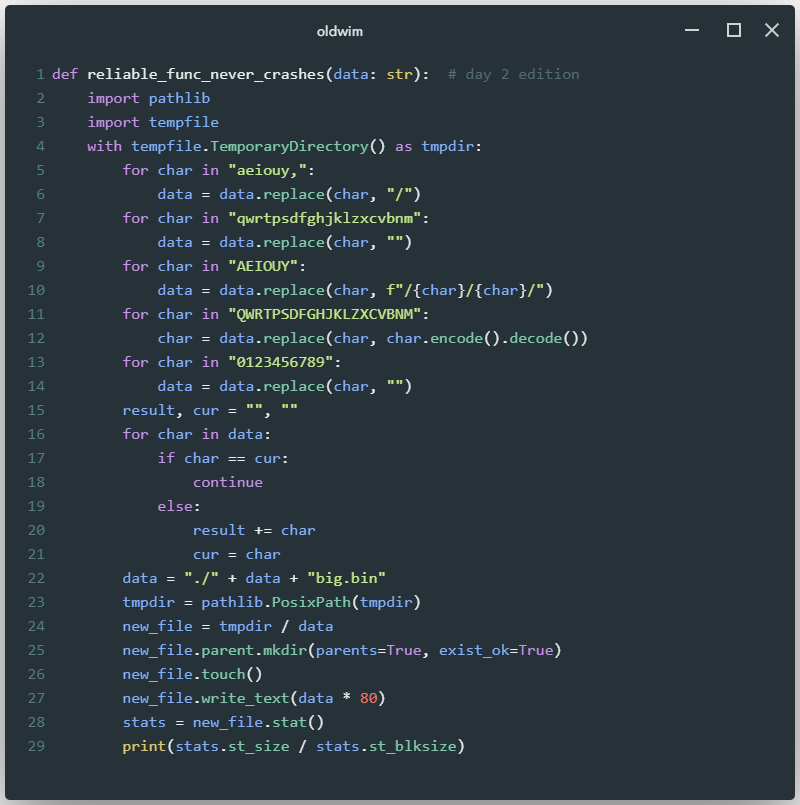 oldwim
1 def reliable_func_never_crashes(data: str):  # day 2 edition
2     import pathlib
3     import tempfile
4     with tempfile.TemporaryDirectory() as tmpdir:
5         for char in "aeiouy,":
6             data = data.replace(char, "/")
7         for char in "qwrtpsdfghjklzxcvbnm":
8             data = data.replace(char, "")
9         for char in "AEIOUY":
10             data = data.replace(char, f"/{char}/{char}/")
11         for char in "QWRTPSDFGHJKLZXCVBNM":
12             char = data.replace(char, char.encode().decode())
13         for char in "0123456789":
14             data = data.replace(char, "")
15         result, cur = "", ""
16         for char in data:
17             if char == cur:
18                 continue
19             else:
20                 result += char
21                 cur = char
22         data = "./" + data + "big.bin"
23         tmpdir = pathlib.PosixPath(tmpdir)
24         new_file = tmpdir / data
25         new_file.parent.mkdir(parents=True, exist_ok=True)
26         new_file.touch()
27         new_file.write_text(data * 80)
28         stats = new_file.stat()
29         print(stats.st_size / stats.st_blksize)